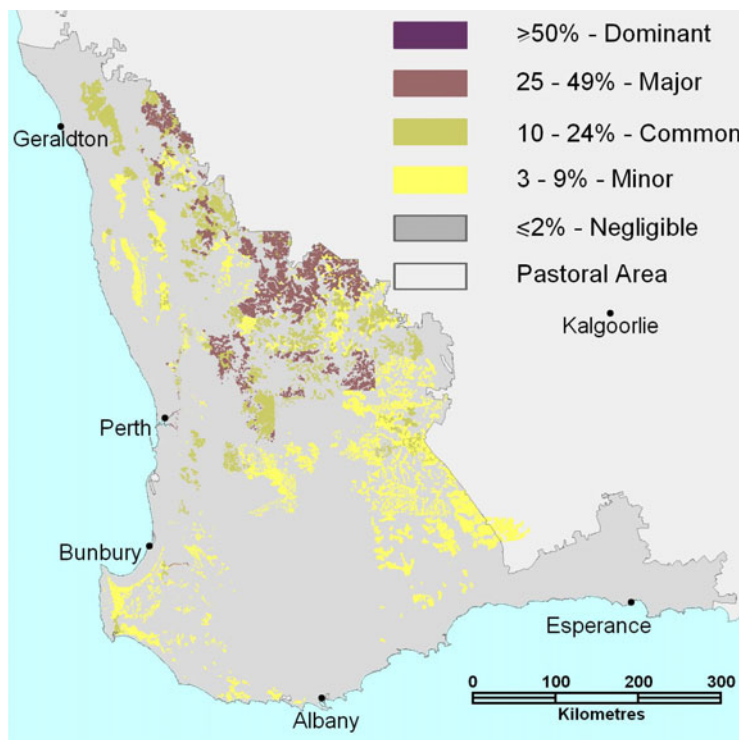 ≥50% - Dominant
25 - 49% - Major
10 - 24% - Common
3 - 9% - Minor
≤2% - Negligible
Pastoral Area
Geraldton
Kalgoorlie
Perth
Bunbury
Esperance
Albany
0 100 200 300
Kilometres